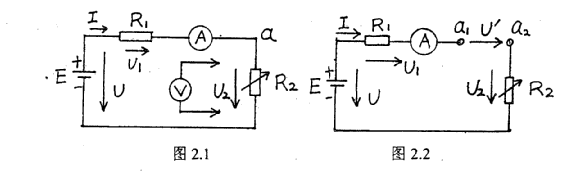 I R₁ A a
U₁
E + - U V U₂ R₂
图 2.1
I R₁ A a₁ U′ a₂
U₁
E + - U U₂ R₂
图 2.2